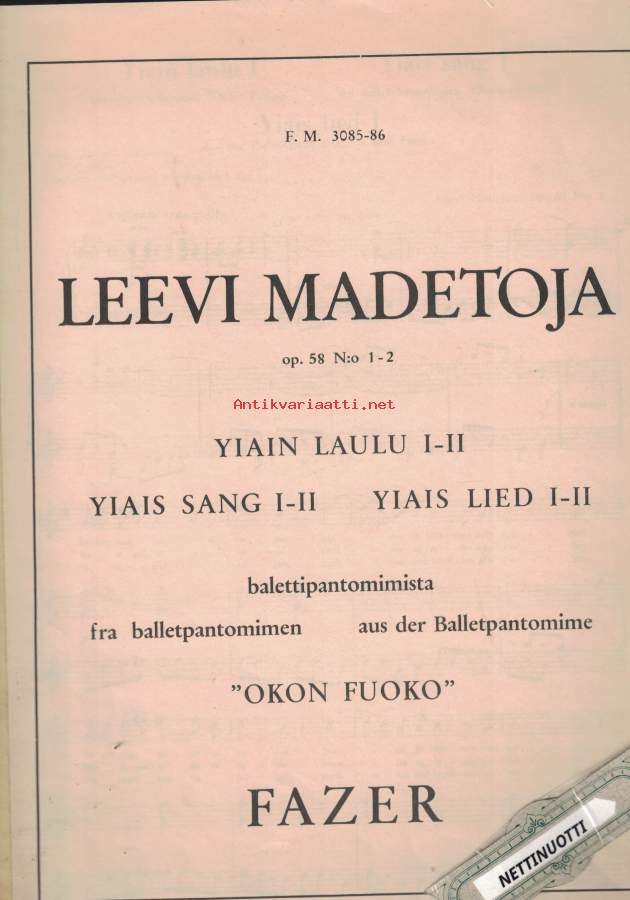 F. M. 3085-86
LEEVI MADETOJA
op. 58 N:o 1-2
Antikvariaatti.net
YIAIN LAULU I-II
YIAIS SANG I-II YIAIS LIED I-II
balettipantomimista
fra balletpantomimen aus der Balletpantomime
"OKON FUOKO"
FAZER
NETTINUOTTI